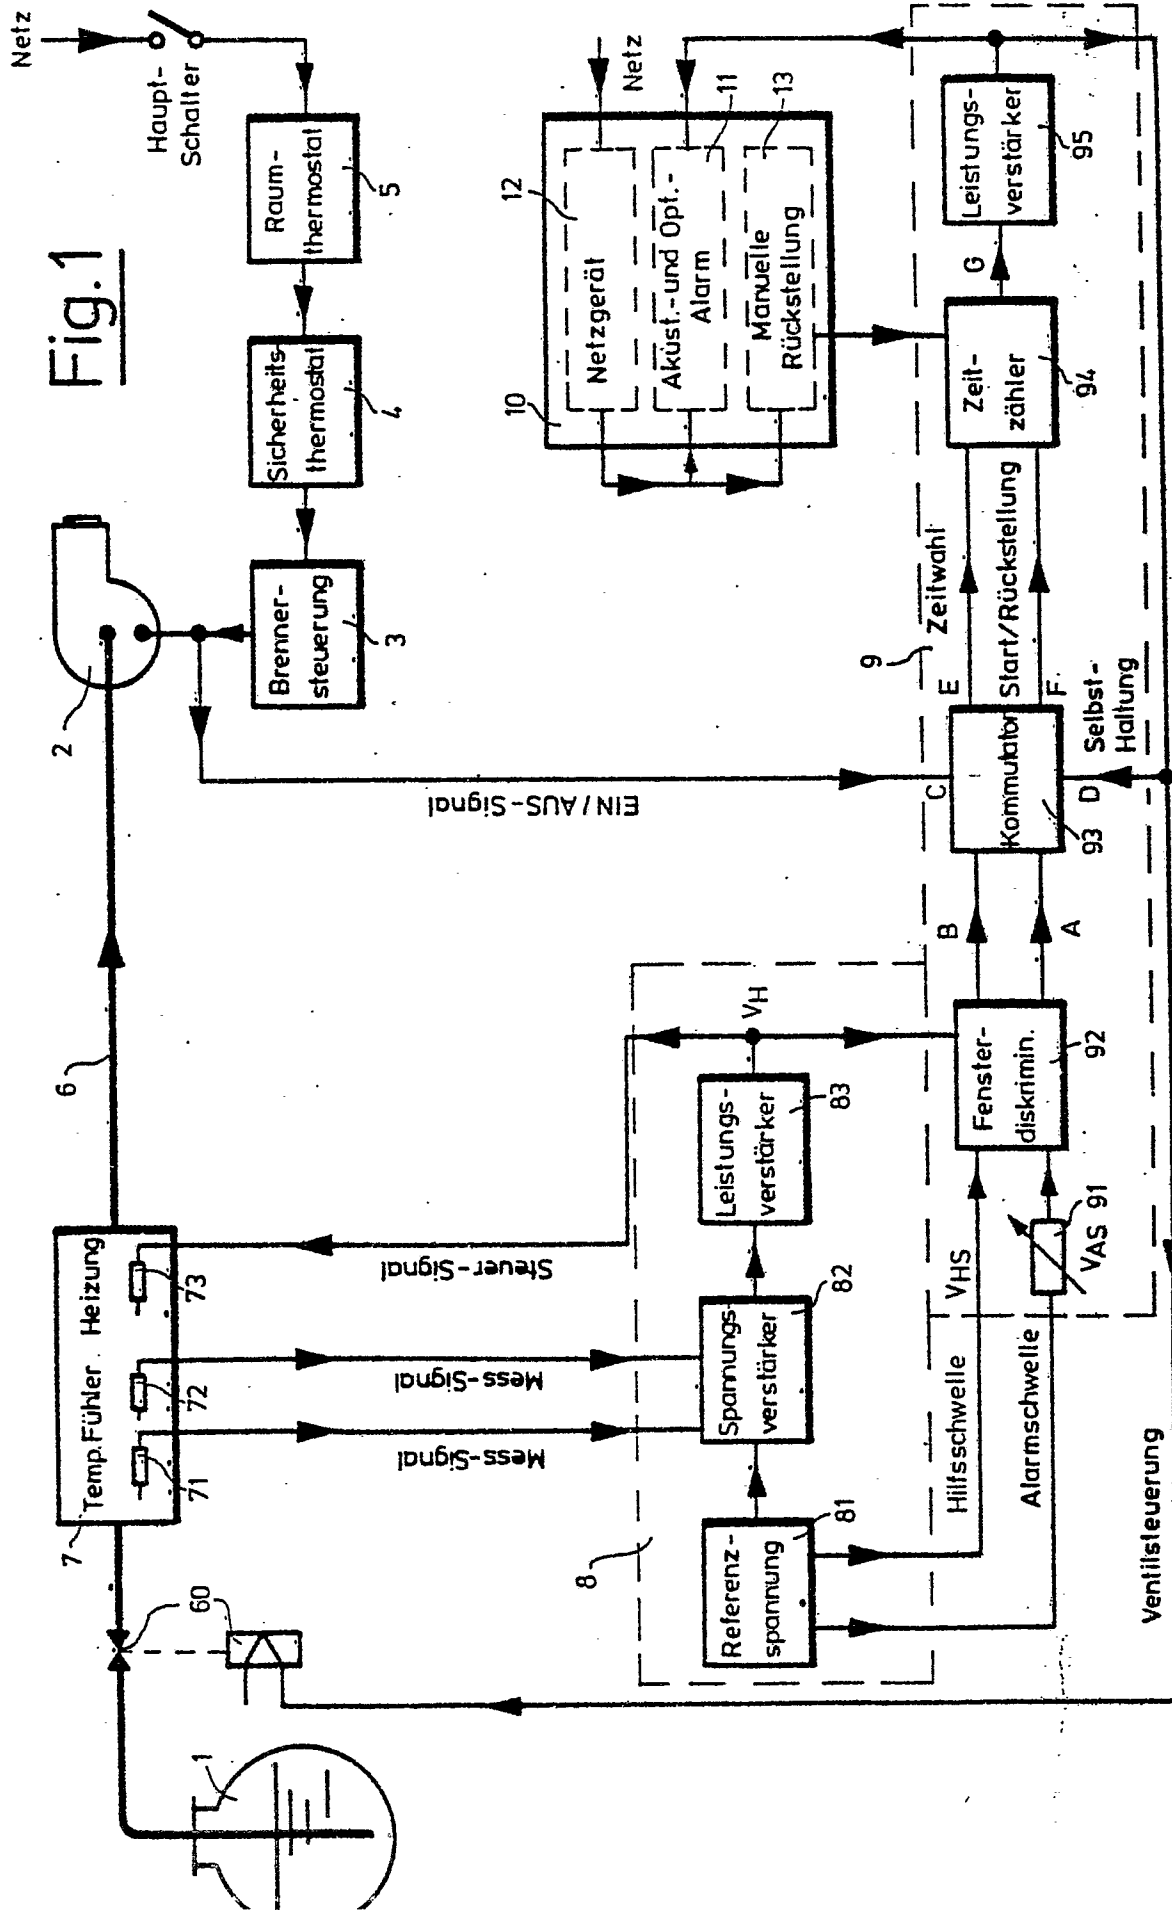 Fig.1
Netz
Haupt-
Schalter
Raum-
thermostat
5
Sicherheits-
thermostat
4
Brenner-
steuerung
3
2
6
7
Temp.Fühler
Heizung
71
72
73
60
1
Mess-Signal
Mess-Signal
Steuer-Signal
EIN/AUS-Signal
Netz
10
12
Netzgerät
11
Akust.-und Opt.-
Alarm
13
Manuelle
Rückstellung
8
Referenz-
spannung
81
Spannungs-
verstärker
82
Leistungs-
verstärker
83
VH
Hilfsschwelle
VHS
Alarmschwelle
VAS
91
Fenster-
diskrimin.
92
B
A
9
Kommutator
93
C
D
E
F
Selbst-
Haltung
Zeitwahl
Start/Rückstellung
Zeit-
zähler
94
G
Leistungs-
verstärker
95
Ventilsteuerung